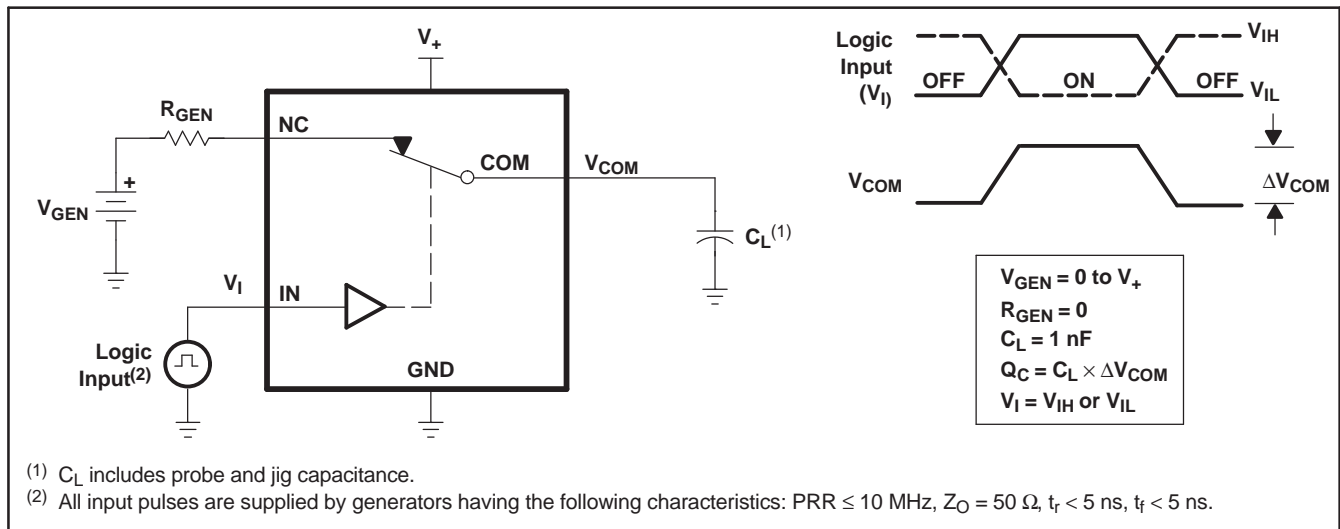 V+
RGEN
NC
COM
VCOM
+
VGEN
CL(1)
VI
IN
Logic
Input(2)
GND
Logic
Input
(VI)
VIH
OFF
ON
OFF
VIL
VCOM
ΔVCOM
VGEN = 0 to V+
RGEN = 0
CL = 1 nF
QC = CL × ΔVCOM
VI = VIH or VIL
(1) CL includes probe and jig capacitance.
(2) All input pulses are supplied by generators having the following characteristics: PRR ≤ 10 MHz, ZO = 50 Ω, tr < 5 ns, tf < 5 ns.